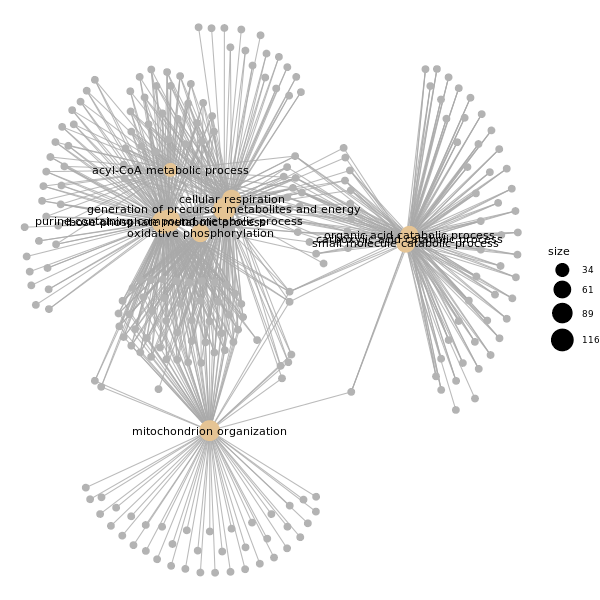 acyl-CoA metabolic process
cellular respiration
generation of precursor metabolites and energy
purine-containing compound metabolic process
ribose phosphate metabolic process
oxidative phosphorylation
organic acid catabolic process
carboxylic acid catabolic process
small molecule catabolic process
mitochondrion organization
size
34
61
89
116